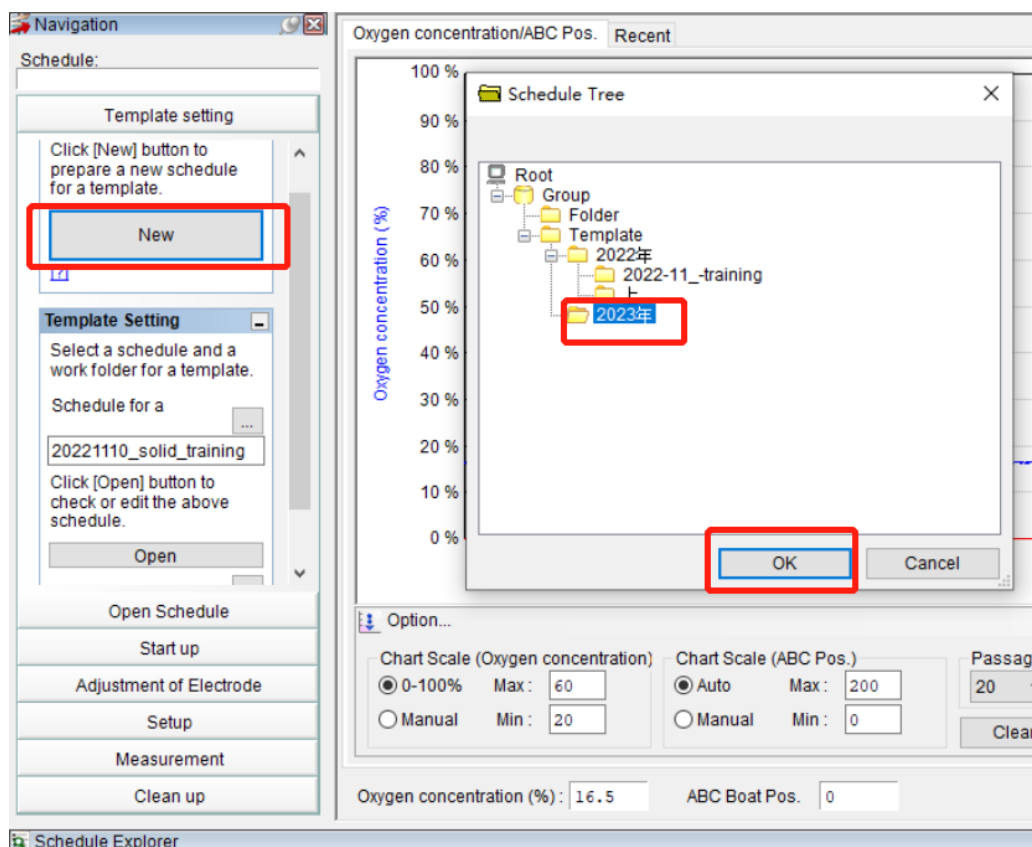 Navigation
Schedule:
Template setting
Click [New] button to
prepare a new schedule
for a template.
New
[?]
Template Setting
Select a schedule and a
work folder for a template.
Schedule for a
...
20221110_solid_training
Click [Open] button to
check or edit the above
schedule.
Open
Open Schedule
Start up
Adjustment of Electrode
Setup
Measurement
Clean up
Schedule Explorer
Oxygen concentration/ABC Pos.
Recent
Oxygen concentration (%)
100 %
90 %
80 %
70 %
60 %
50 %
40 %
30 %
20 %
10 %
0 %
Schedule Tree
Root
Group
Folder
Template
2022年
2022-11_-training
2023年
OK
Cancel
Option...
Chart Scale (Oxygen concentration)
0-100% Max: 60
Manual Min: 20
Chart Scale (ABC Pos.)
Auto Max: 200
Manual Min: 0
Passag
20
Clear
Oxygen concentration (%): 16.5
ABC Boat Pos. 0